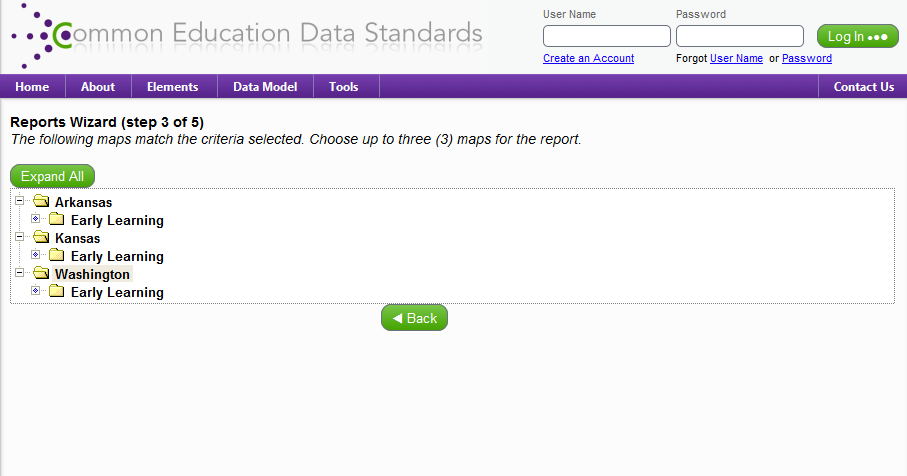 User Name Password
Common Education Data Standards
Log In
Create an Account Forgot User Name or Password
Home About Elements Data Model Tools Contact Us
Reports Wizard (step 3 of 5)
The following maps match the criteria selected. Choose up to three (3) maps for the report.
Expand All
Arkansas
Early Learning
Kansas
Early Learning
Washington
Early Learning
Back